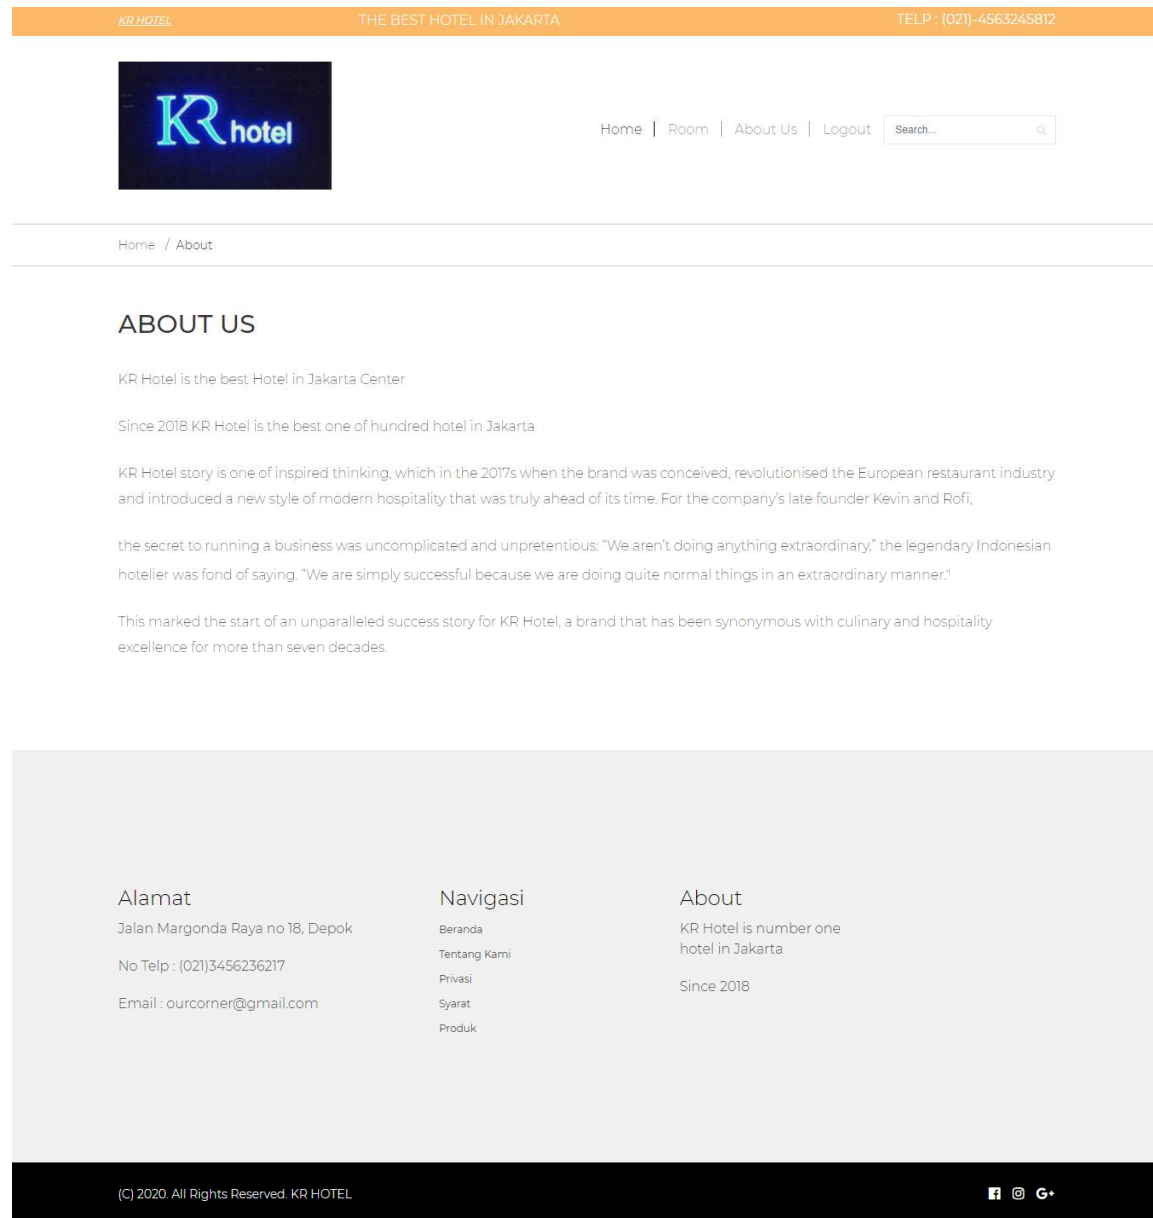 KR HOTEL
THE BEST HOTEL IN JAKARTA
TELP : (021)-4563245812
KR hotel
Home | Room | About Us | Logout
Search...
Home / About
ABOUT US
KR Hotel is the best Hotel in Jakarta Center
Since 2018 KR Hotel is the best one of hundred hotel in Jakarta
KR Hotel story is one of inspired thinking, which in the 2017s when the brand was conceived, revolutionised the European restaurant industry
and introduced a new style of modern hospitality that was truly ahead of its time. For the company’s late founder Kevin and Rofi,
the secret to running a business was uncomplicated and unpretentious: “We aren’t doing anything extraordinary,” the legendary Indonesian
hotelier was fond of saying. “We are simply successful because we are doing quite normal things in an extraordinary manner."
This marked the start of an unparalleled success story for KR Hotel, a brand that has been synonymous with culinary and hospitality
excellence for more than seven decades.
Alamat
Jalan Margonda Raya no 18, Depok
No Telp : (021)3456236217
Email : ourcorner@gmail.com
Navigasi
Beranda
Tentang Kami
Privasi
Syarat
Produk
About
KR Hotel is number one
hotel in Jakarta
Since 2018
(C) 2020. All Rights Reserved. KR HOTEL